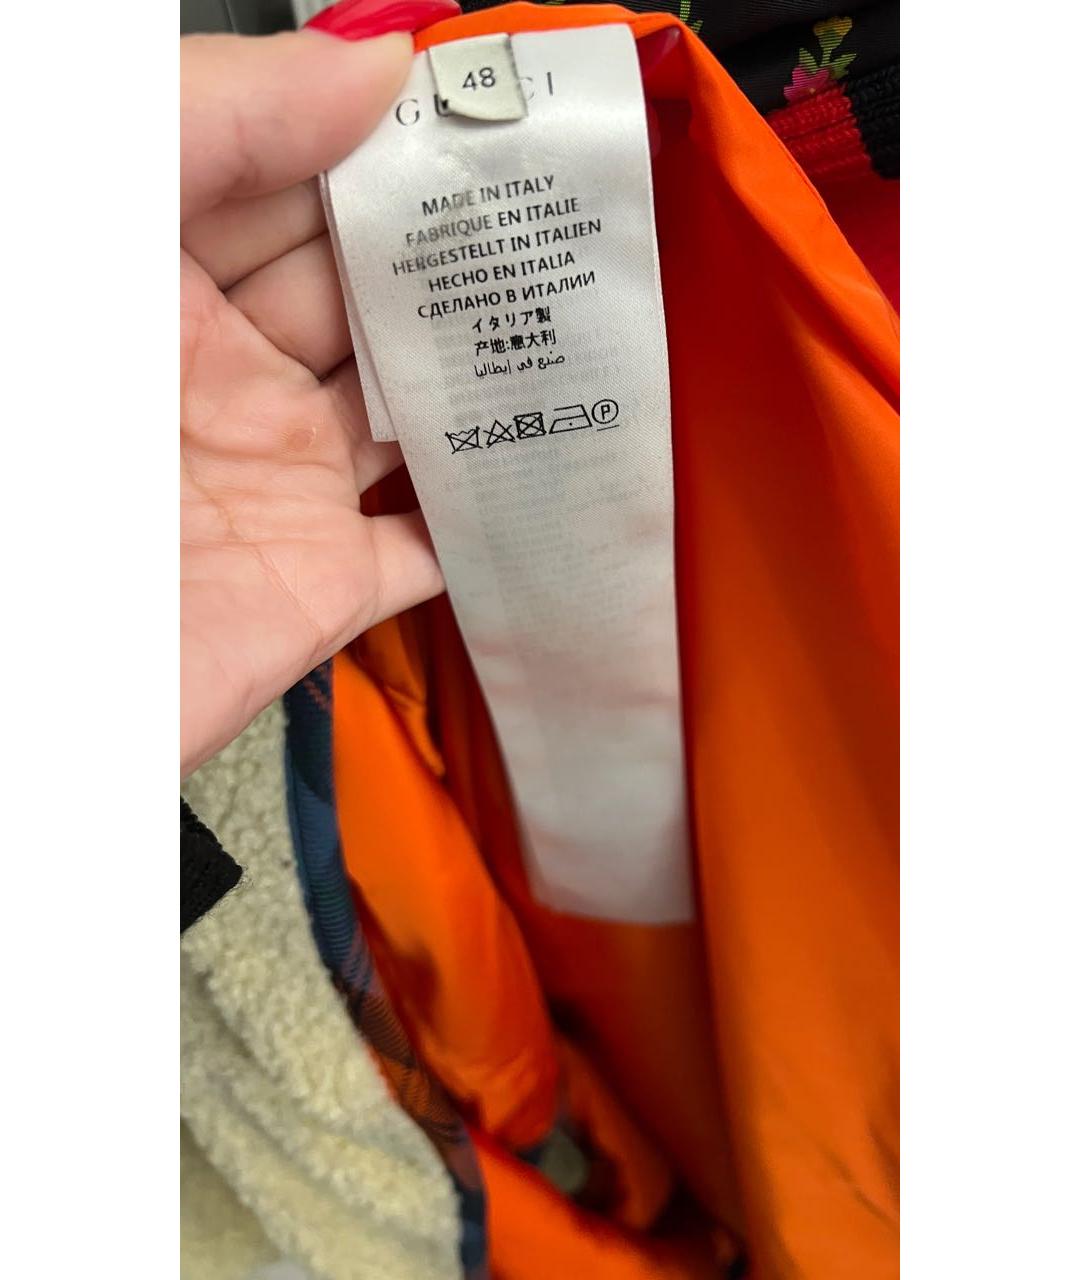 48
GUCCI
MADE IN ITALY
FABRIQUE EN ITALIE
HERGESTELLT IN ITALIEN
HECHO EN ITALIA
СДЕЛАНО В ИТАЛИИ
イタリア製
产地:意大利
صنع في إيطاليا
P